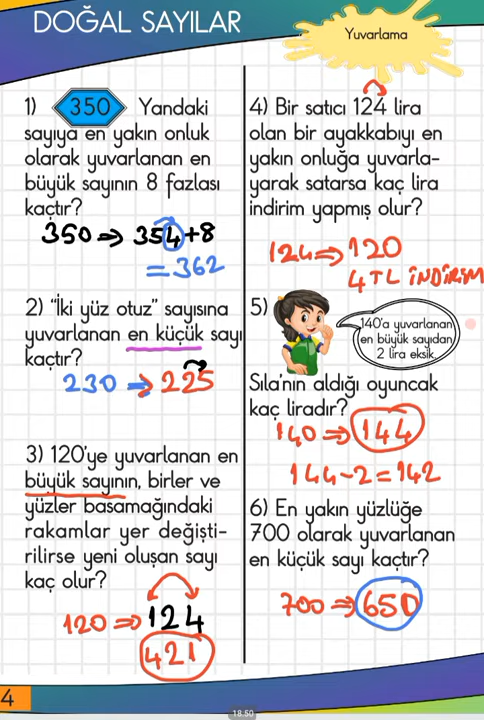 DOĞAL SAYILAR
Yuvarlama
1) 350 Yandaki
sayıya en yakın onluk
olarak yuvarlanan en
büyük sayının 8 fazlası
kaçtır?
350 ⇒ 354+8
= 362
2) "İki yüz otuz" sayısına
yuvarlanan en küçük sayı
kaçtır?
230 ⇒ 225
3) 120'ye yuvarlanan en
büyük sayının, birler ve
yüzler basamağındaki
rakamlar yer değişti-
rilirse yeni oluşan sayı
kaç olur?
120 ⇒ 124
421
4) Bir satıcı 124 lira
olan bir ayakkabıyı en
yakın onluğa yuvarla-
yarak satarsa kaç lira
indirim yapmış olur?
124 ⇒ 120
4 TL İNDİRİM
5)
140'a yuvarlanan
en büyük sayıdan
2 lira eksik.
Sıla'nın aldığı oyuncak
kaç liradır?
140 ⇒ 144
144-2=142
6) En yakın yüzlüğe
700 olarak yuvarlanan
en küçük sayı kaçtır?
700 ⇒ 650
4
18:50